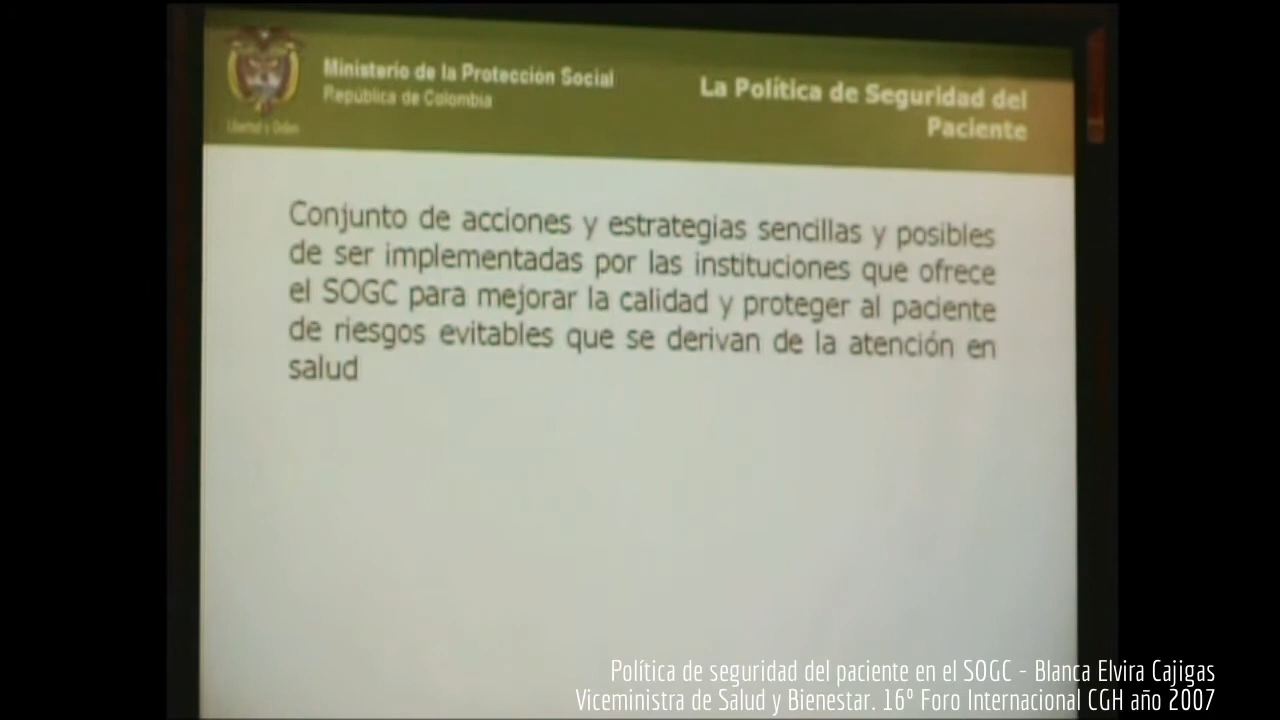 Ministerio de la Protección Social
República de Colombia
Libertad y Orden
La Política de Seguridad del
Paciente
Conjunto de acciones y estrategias sencillas y posibles
de ser implementadas por las instituciones que ofrece
el SOGC para mejorar la calidad y proteger al paciente
de riesgos evitables que se derivan de la atención en
salud
Política de seguridad del paciente en el SOGC - Blanca Elvira Cajigas
Viceministra de Salud y Bienestar. 16º Foro Internacional CGH año 2007